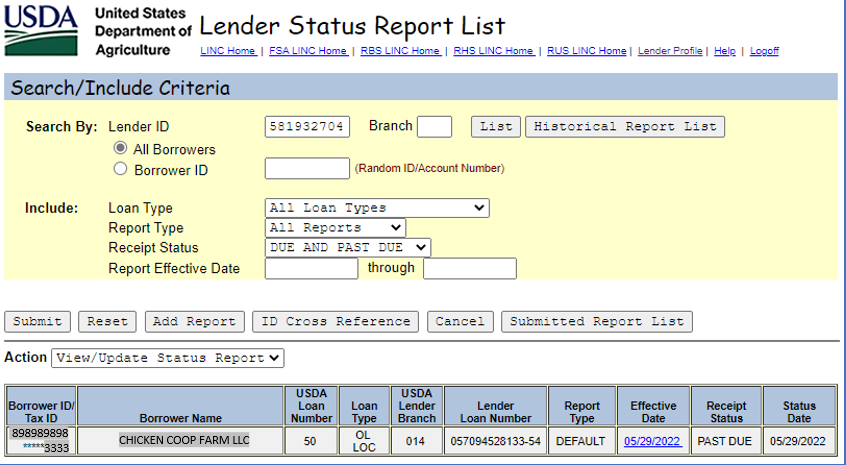 USDA
United States
Department of
Agriculture
Lender Status Report List
LINC Home | FSA LINC Home | RBS LINC Home | RHS LINC Home | RUS LINC Home | Lender Profile | Help | Logoff
Search/Include Criteria
Search By: Lender ID 581932704 Branch List Historical Report List
All Borrowers
Borrower ID (Random ID/Account Number)
Include: Loan Type All Loan Types
Report Type All Reports
Receipt Status DUE AND PAST DUE
Report Effective Date through
Submit Reset Add Report ID Cross Reference Cancel Submitted Report List
Action View/Update Status Report
Borrower ID/ Tax ID Borrower Name USDA Loan Number Loan Type USDA Lender Branch Lender Loan Number Report Type Effective Date Receipt Status Status Date
898989898 *****3333 CHICKEN COOP FARM LLC 50 OL LOC 014 057094528133-54 DEFAULT 05/29/2022 PAST DUE 05/29/2022